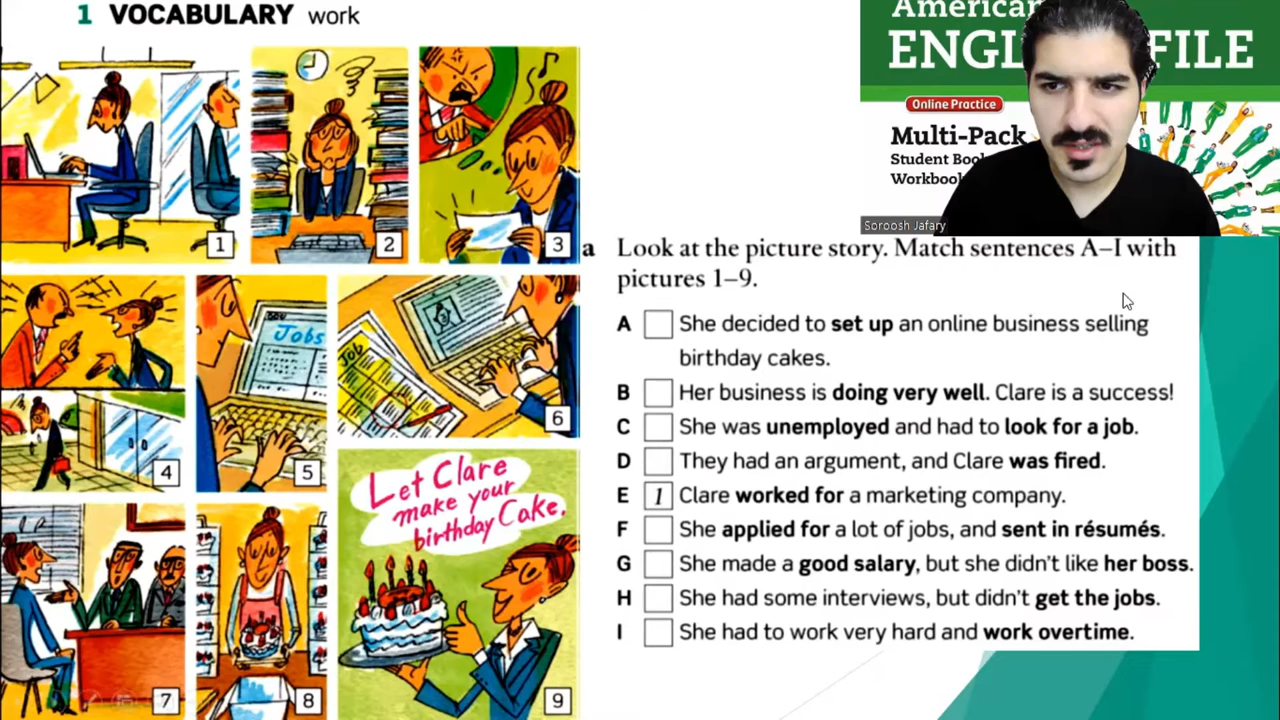 1 VOCABULARY work
1
2
3
4
JOB
Jobs
5
Job
6
7
8
Let Clare
make your
birthday Cake.
9
American
ENGL FILE
Online Practice
Multi-Pack
Student Boo
Workboo
Soroosh Jafary
a Look at the picture story. Match sentences A–I with
pictures 1–9.
A She decided to set up an online business selling
birthday cakes.
B Her business is doing very well. Clare is a success!
C She was unemployed and had to look for a job.
D They had an argument, and Clare was fired.
E 1 Clare worked for a marketing company.
F She applied for a lot of jobs, and sent in résumés.
G She made a good salary, but she didn't like her boss.
H She had some interviews, but didn't get the jobs.
I She had to work very hard and work overtime.